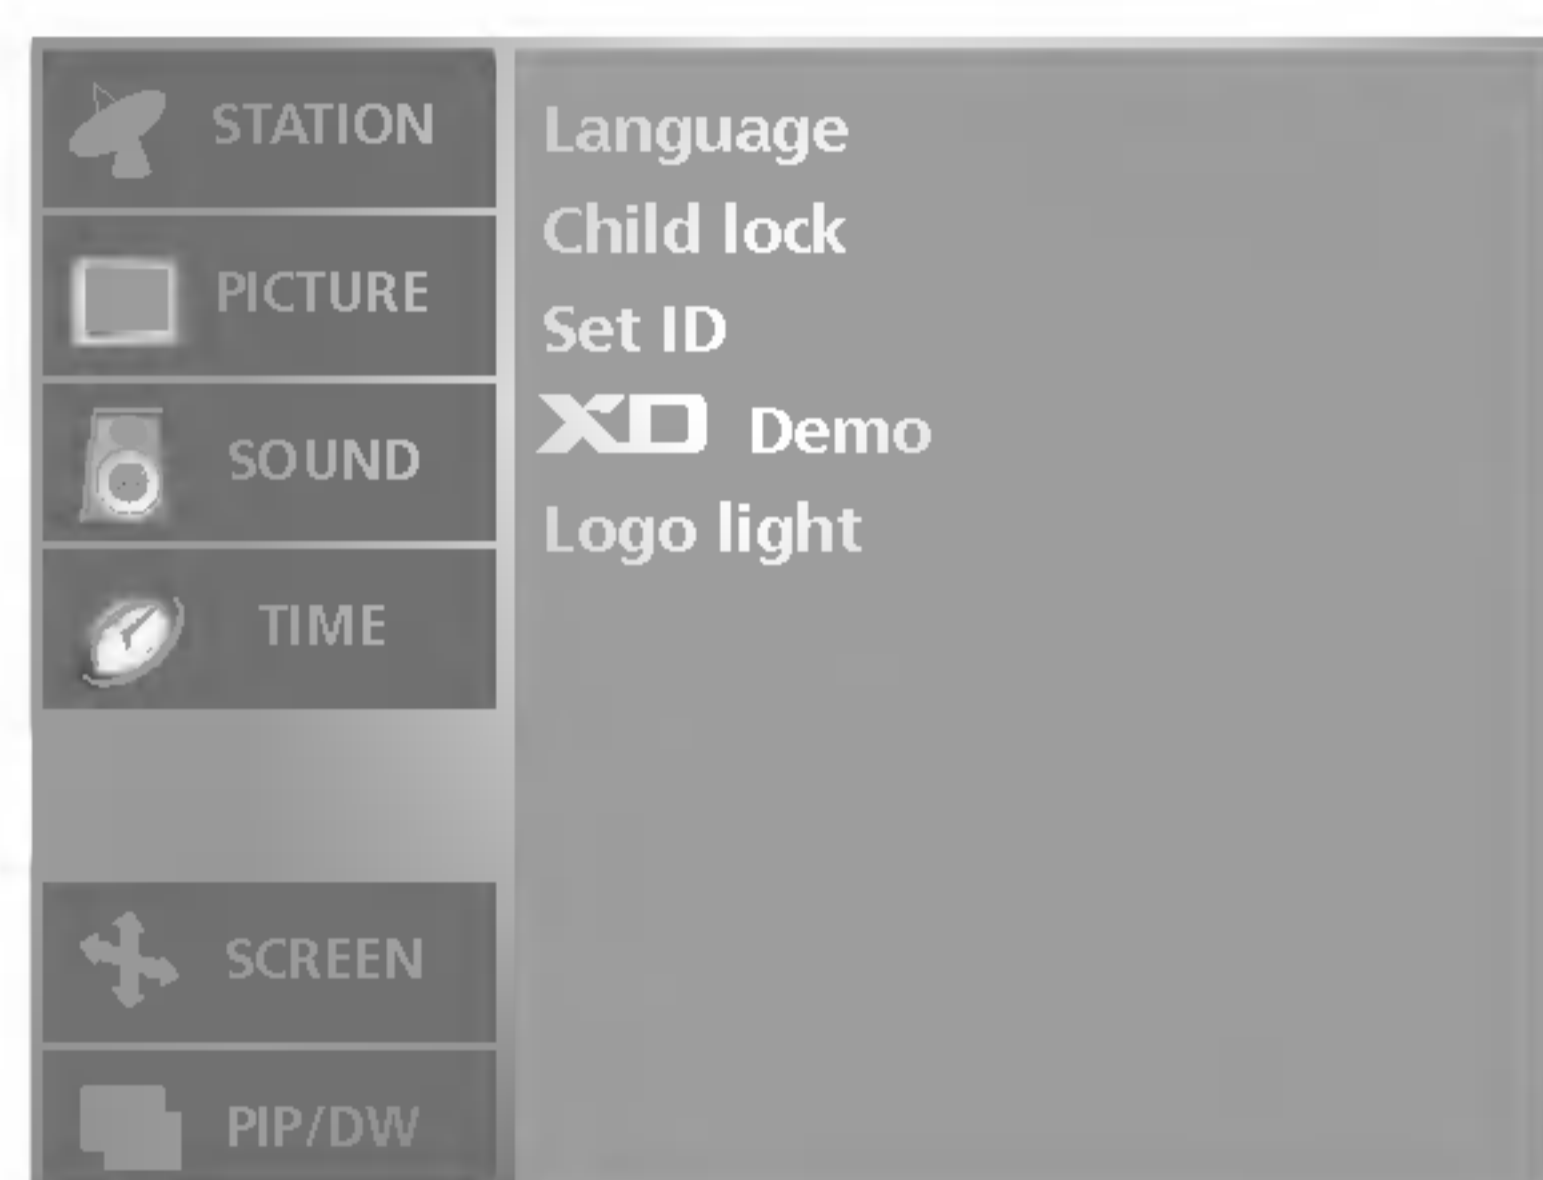 STATION
PICTURE
SOUND
TIME
SCREEN
PIP/DW
Language
Child lock
Set ID
XD Demo
Logo light